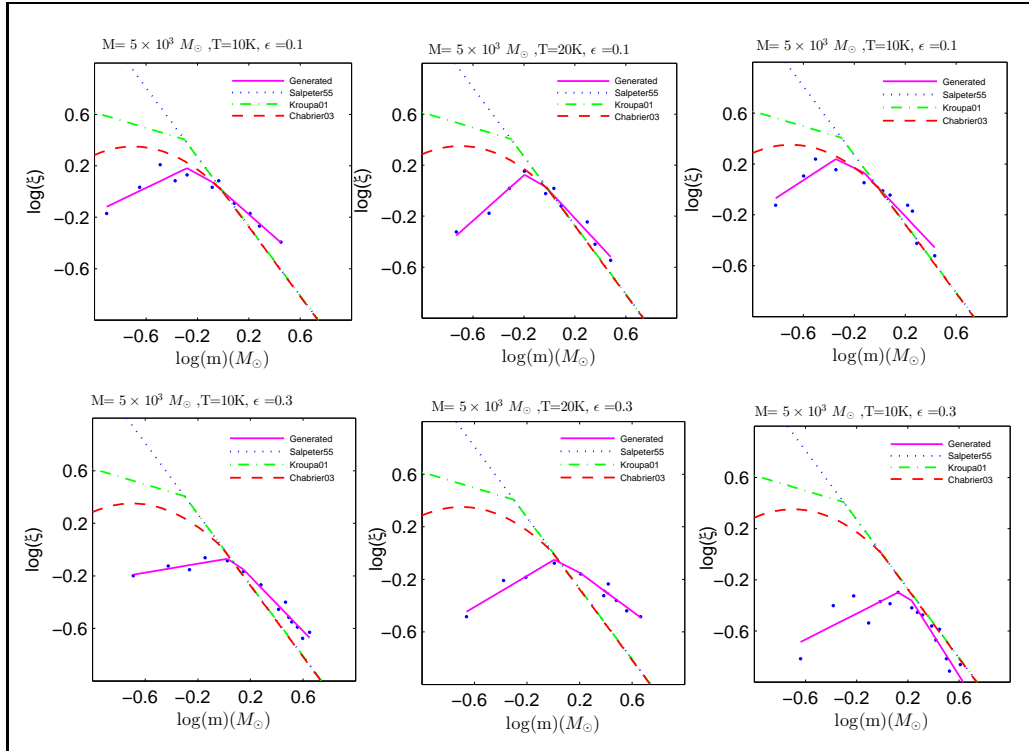 M= 5 × 10³ M⊙ ,T=10K, ϵ =0.1
Generated
Salpeter55
Kroupa01
Chabrier03
0.6
0.2
−0.2
−0.6
log(ξ)
−0.6 −0.2 0.2 0.6
log(m)(M⊙)
M= 5 × 10³ M⊙ ,T=20K, ϵ =0.1
Generated
Salpeter55
Kroupa01
Chabrier03
0.6
0.2
−0.2
−0.6
log(ξ)
−0.6 −0.2 0.2 0.6
log(m)(M⊙)
M= 5 × 10³ M⊙ ,T=10K, ϵ =0.1
Generated
Salpeter55
Kroupa01
Chabrier03
0.6
0.2
−0.2
−0.6
log(ξ)
−0.6 −0.2 0.2 0.6
log(m)(M⊙)
M= 5 × 10³ M⊙ ,T=10K, ϵ =0.3
Generated
Salpeter55
Kroupa01
Chabrier03
0.6
0.2
−0.2
−0.6
log(ξ)
−0.6 −0.2 0.2 0.6
log(m)(M⊙)
M= 5 × 10³ M⊙ ,T=20K, ϵ =0.3
Generated
Salpeter55
Kroupa01
Chabrier03
0.6
0.2
−0.2
−0.6
log(ξ)
−0.6 −0.2 0.2 0.6
log(m)(M⊙)
M= 5 × 10³ M⊙ ,T=10K, ϵ =0.3
Generated
Salpeter55
Kroupa01
Chabrier03
0.6
0.2
−0.2
−0.6
log(ξ)
−0.6 −0.2 0.2 0.6
log(m)(M⊙)